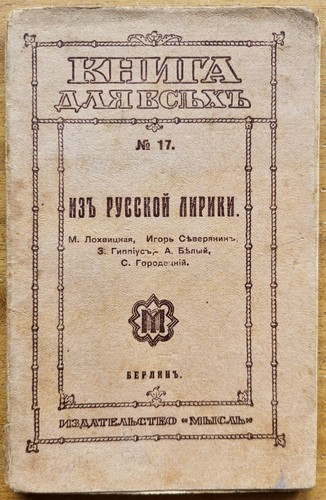 КНИГА
ДЛЯ ВСѢХЪ
№ 17.
ИЗЪ РУССКОЙ ЛИРИКИ.
М. Лохвицкая, Игорь Сѣверянинъ,
З. Гиппіусъ,- А. Бѣлый,
С. Городецкій.
М
БЕРЛИНЪ.
ИЗДАТЕЛЬСТВО «МЫСЛЬ»